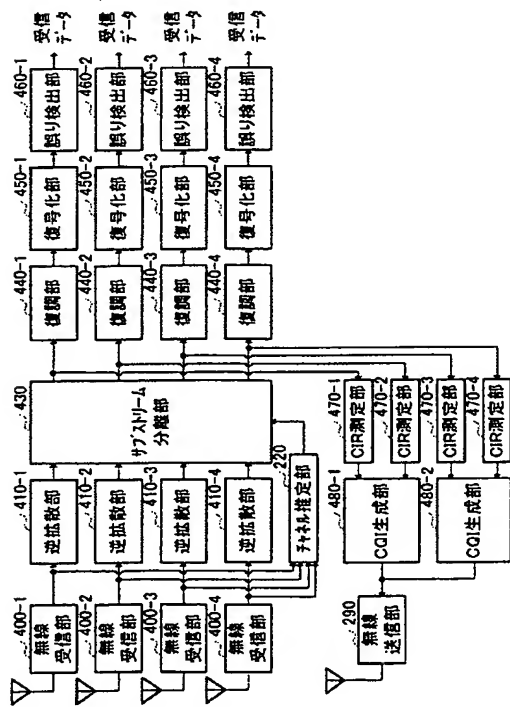 400-1
無線
受信部
400-2
無線
受信部
400-3
無線
受信部
400-4
無線
受信部
410-1
逆拡散部
410-2
逆拡散部
410-3
逆拡散部
410-4
逆拡散部
220
チャネル推定部
430
サブストリーム
分離部
440-1
復調部
440-2
復調部
440-3
復調部
440-4
復調部
450-1
復号化部
450-2
復号化部
450-3
復号化部
450-4
復号化部
460-1
誤り検出部
460-2
誤り検出部
460-3
誤り検出部
460-4
誤り検出部
受信
データ
受信
データ
受信
データ
受信
データ
290
無線
送信部
480-1
CQI生成部
480-2
CQI生成部
470-1
CIR測定部
470-2
CIR測定部
470-3
CIR測定部
470-4
CIR測定部